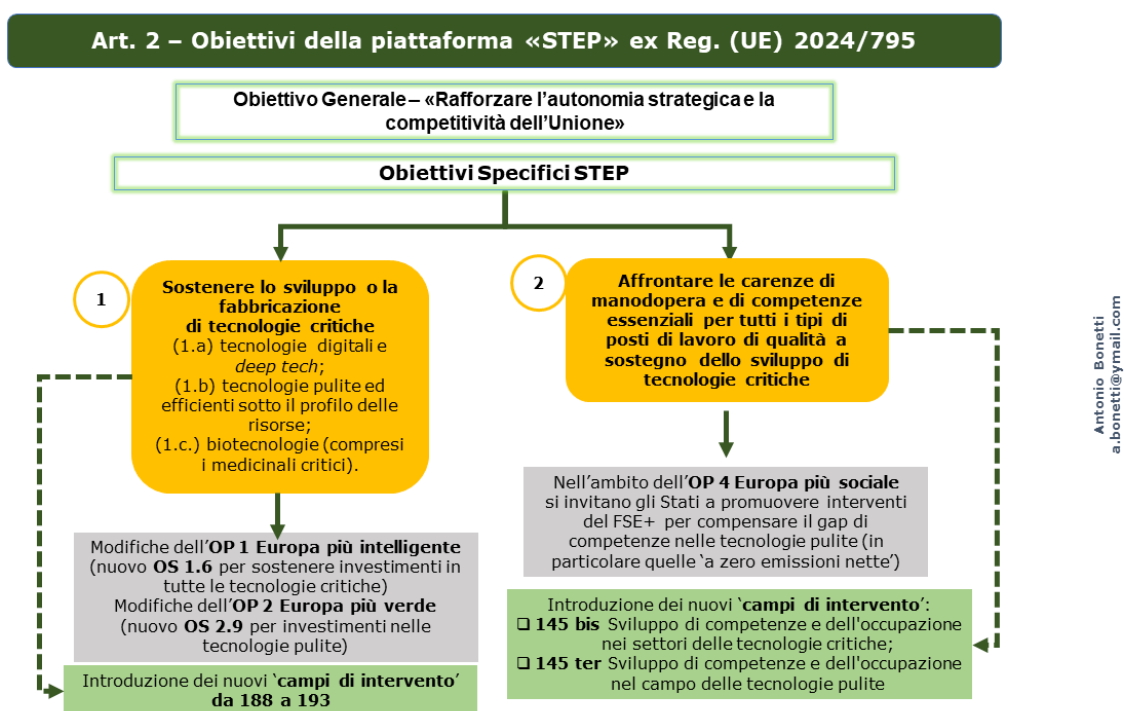 Art. 2 – Obiettivi della piattaforma «STEP» ex Reg. (UE) 2024/795
Obiettivo Generale – «Rafforzare l'autonomia strategica e la
competitività dell'Unione»
Obiettivi Specifici STEP
1
Sostenere lo sviluppo o la
fabbricazione
di tecnologie critiche
(1.a) tecnologie digitali e
deep tech;
(1.b) tecnologie pulite ed
efficienti sotto il profilo delle
risorse;
(1.c.) biotecnologie (compresi
i medicinali critici).
2
Affrontare le carenze di
manodopera e di competenze
essenziali per tutti i tipi di
posti di lavoro di qualità a
sostegno dello sviluppo di
tecnologie critiche
Modifiche dell'OP 1 Europa più intelligente
(nuovo OS 1.6 per sostenere investimenti in
tutte le tecnologie critiche)
Modifiche dell'OP 2 Europa più verde
(nuovo OS 2.9 per investimenti nelle
tecnologie pulite)
Introduzione dei nuovi 'campi di intervento'
da 188 a 193
Nell'ambito dell'OP 4 Europa più sociale
si invitano gli Stati a promuovere interventi
del FSE+ per compensare il gap di
competenze nelle tecnologie pulite (in
particolare quelle 'a zero emissioni nette')
Introduzione dei nuovi 'campi di intervento':
❑ 145 bis Sviluppo di competenze e dell'occupazione
nei settori delle tecnologie critiche;
❑ 145 ter Sviluppo di competenze e dell'occupazione
nel campo delle tecnologie pulite
Antonio Bonetti
a.bonetti@ymail.com